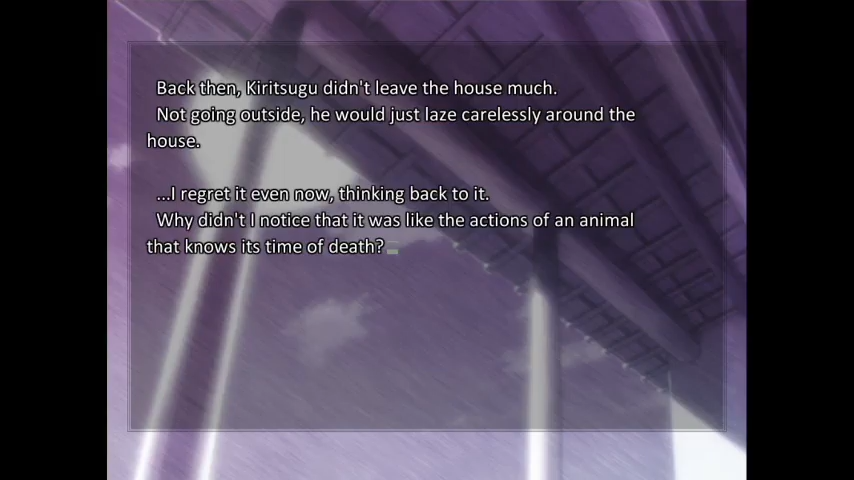 Back then, Kiritsugu didn't leave the house much.
Not going outside, he would just laze carelessly around the
house.
...I regret it even now, thinking back to it.
Why didn't I notice that it was like the actions of an animal
that knows its time of death?